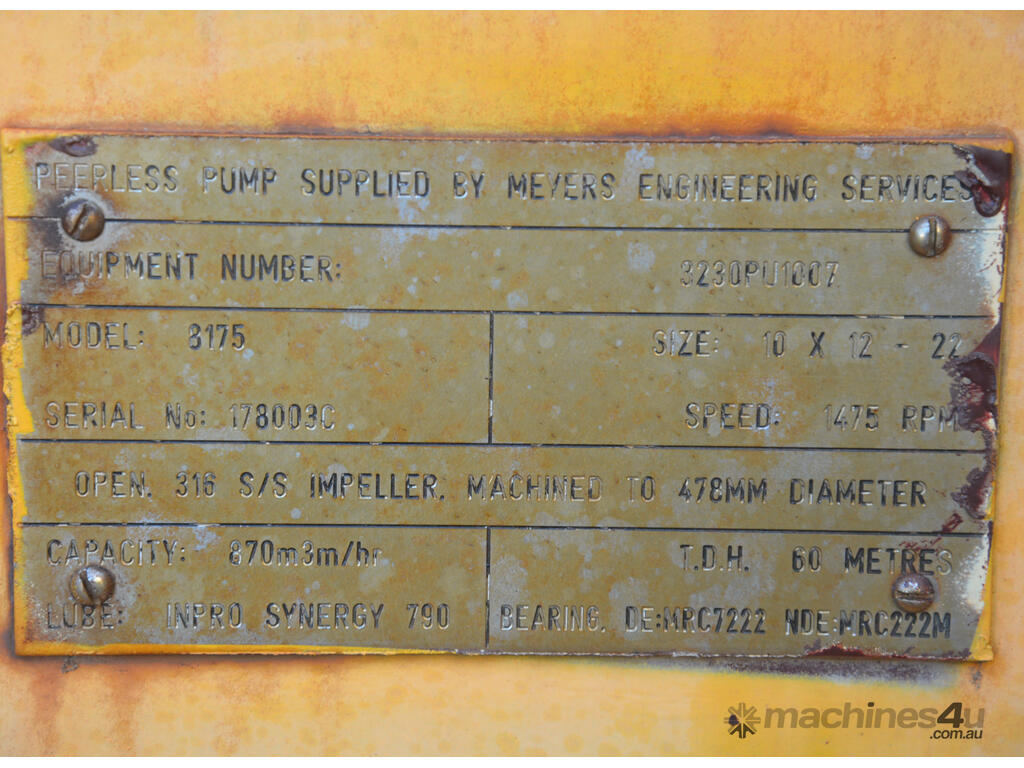 PEERLESS PUMP SUPPLIED BY MEYERS ENGINEERING SERVICES
EQUIPMENT NUMBER: 3230PU1007
MODEL: 8175 SIZE: 10 X 12 - 22
SERIAL No: 178003C SPEED: 1475 RPM
OPEN. 316 S/S IMPELLER. MACHINED TO 478MM DIAMETER
CAPACITY: 870m3m/hr T.D.H. 60 METRES
LUBE: INPRO SYNERGY 790 BEARING. DE:MRC7222 NDE:MRC222M
machines4u
.com.au